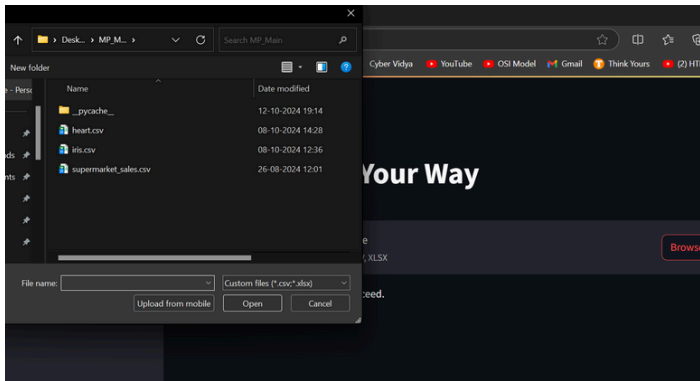 Desk... > MP_M... >
Search MP_Main
New folder
Name
Date modified
__pycache__
12-10-2024 19:14
heart.csv
08-10-2024 14:28
iris.csv
08-10-2024 12:36
supermarket_sales.csv
26-08-2024 12:01
File name:
Custom files (*.csv;*.xlsx)
Upload from mobile
Open
Cancel
Cyber Vidya
YouTube
OSI Model
Gmail
Think Yours
(2) HT
Your Way
XLSX
Browse
ceed.